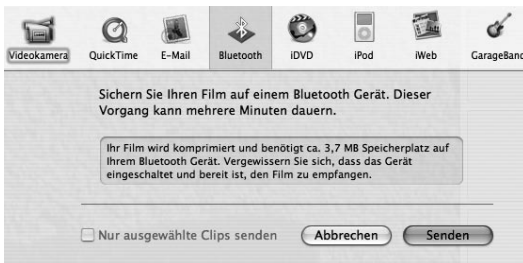 Videokamera QuickTime E-Mail Bluetooth iDVD iPod iWeb GarageBand
Sichern Sie Ihren Film auf einem Bluetooth Gerät. Dieser
Vorgang kann mehrere Minuten dauern.
Ihr Film wird komprimiert und benötigt ca. 3,7 MB Speicherplatz auf
Ihrem Bluetooth Gerät. Vergewissern Sie sich, dass das Gerät
eingeschaltet und bereit ist, den Film zu empfangen.
Nur ausgewählte Clips senden Abbrechen Senden